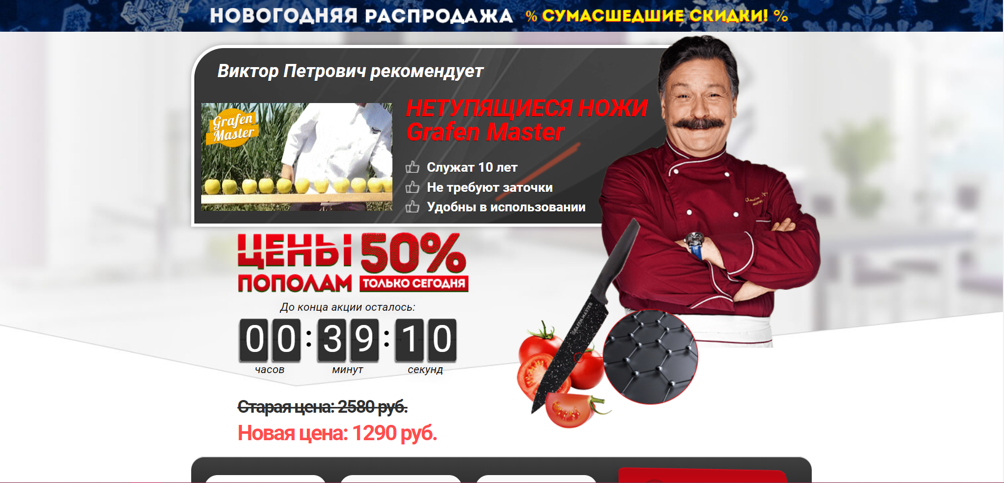 НОВОГОДНЯЯ РАСПРОДАЖА % СУМАСШЕДШИЕ СКИДКИ! %
Виктор Петрович рекомендует
Grafen
Master
НЕТУПЯЩИЕСЯ НОЖИ
Grafen Master
Служат 10 лет
Не требуют заточки
Удобны в использовании
ЦЕНЫ 50%
ПОПОЛАМ ТОЛЬКО СЕГОДНЯ
До конца акции осталось:
00:39:10
часов минут секунд
Старая цена: 2580 руб.
Новая цена: 1290 руб.